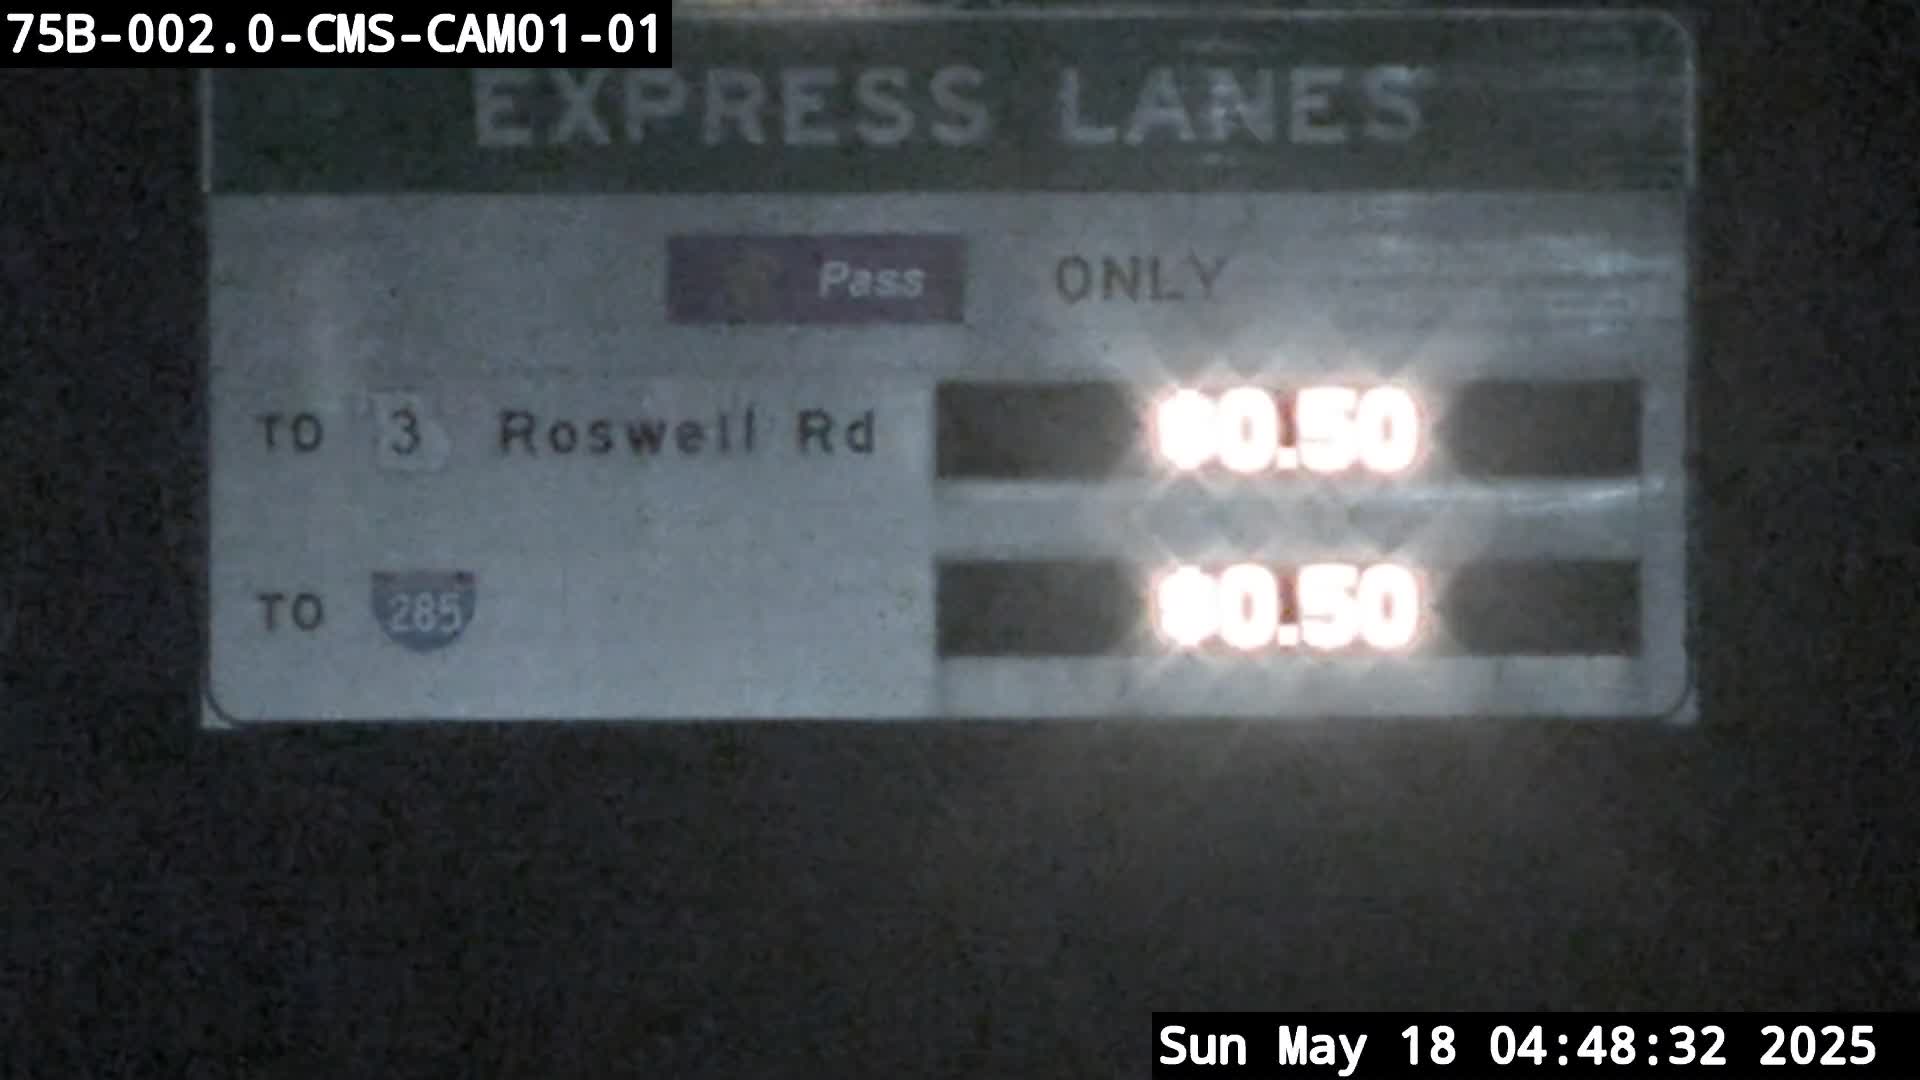 75B-002.0-CMS-CAM01-01
EXPRESS LANES
Pass ONLY
TO 3 Roswell Rd $0.50
TO 285 $0.50
Sun May 18 04:48:32 2025